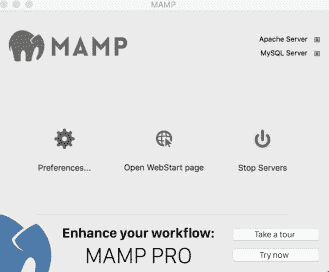 MAMP
MAMP
Apache Server
MySQL Server
Preferences...
Open WebStart page
Stop Servers
Enhance your workflow:
MAMP PRO
Take a tour
Try now